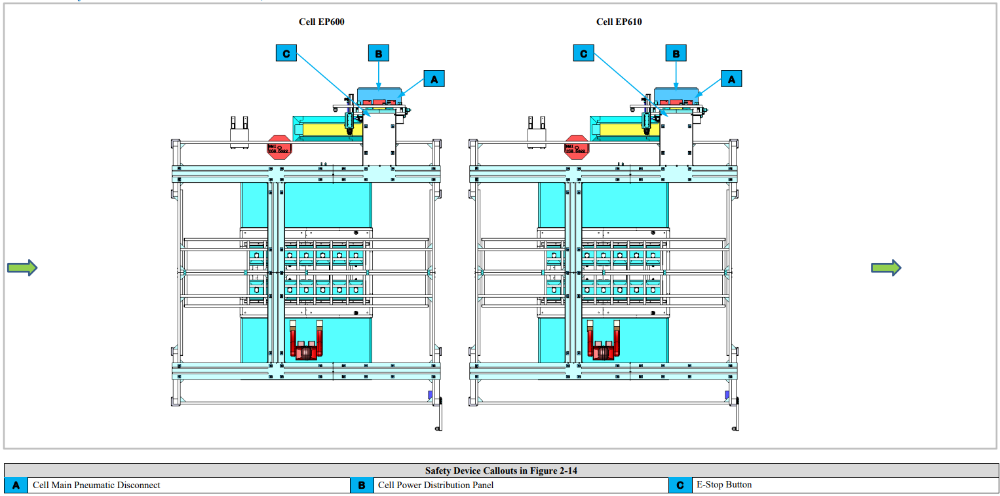 Cell EP600
Cell EP610
C
B
A
C
B
A
HMI
Safety Device Callouts in Figure 2-14
A Cell Main Pneumatic Disconnect
B Cell Power Distribution Panel
C E-Stop Button